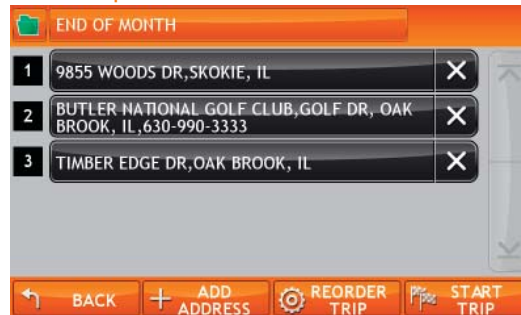 END OF MONTH
1 9855 WOODS DR,SKOKIE, IL
2 BUTLER NATIONAL GOLF CLUB,GOLF DR, OAK
BROOK, IL,630-990-3333
3 TIMBER EDGE DR,OAK BROOK, IL
BACK
ADD
ADDRESS
REORDER
TRIP
START
TRIP